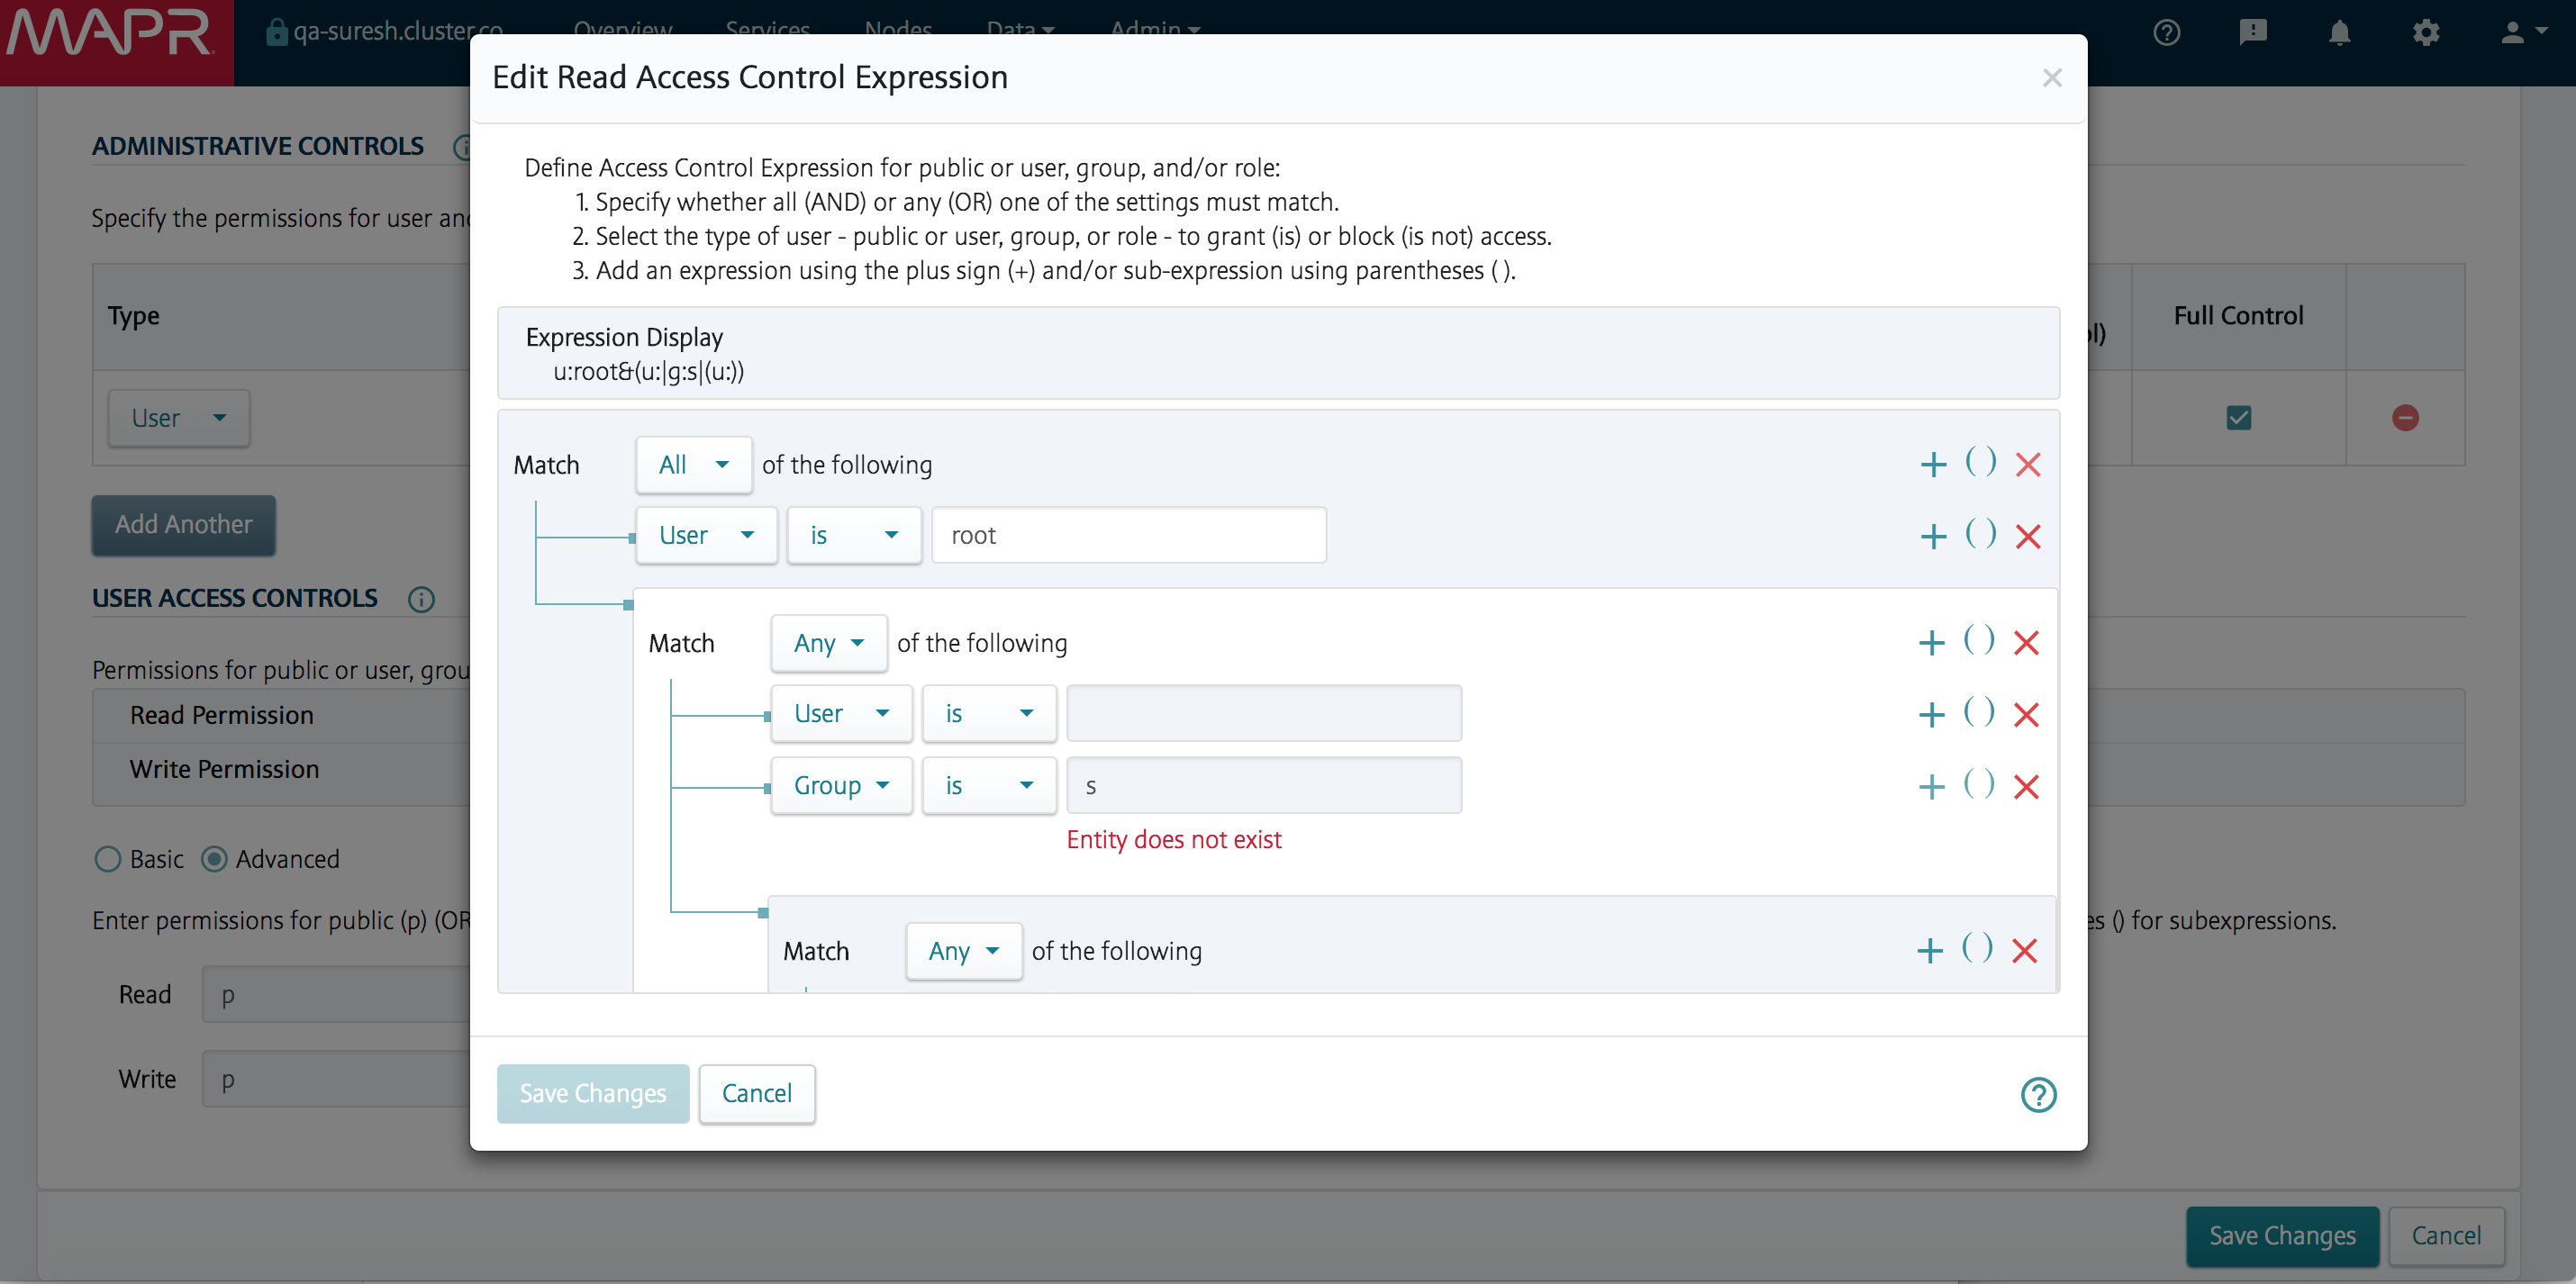 MAPR
qa-suresh.cluster.co
Overview Services Nodes Data Admin
Edit Read Access Control Expression
ADMINISTRATIVE CONTROLS
Define Access Control Expression for public or user, group, and/or role:
1. Specify whether all (AND) or any (OR) one of the settings must match.
Specify the permissions for user and
2. Select the type of user - public or user, group, or role - to grant (is) or block (is not) access.
3. Add an expression using the plus sign (+) and/or sub-expression using parentheses ( ).
Type
Full Control
Expression Display
u:root&(u:|g:s|(u:))
User
Match All of the following + ( )
Add Another
User is root + ( )
USER ACCESS CONTROLS
Match Any of the following + ( )
Permissions for public or user, grou
Read Permission
User is + ( )
Write Permission
Group is s + ( )
Entity does not exist
Basic Advanced
Enter permissions for public (p) (OR
es () for subexpressions.
Match Any of the following + ( )
Read p
Write p
Save Changes Cancel
Save Changes Cancel